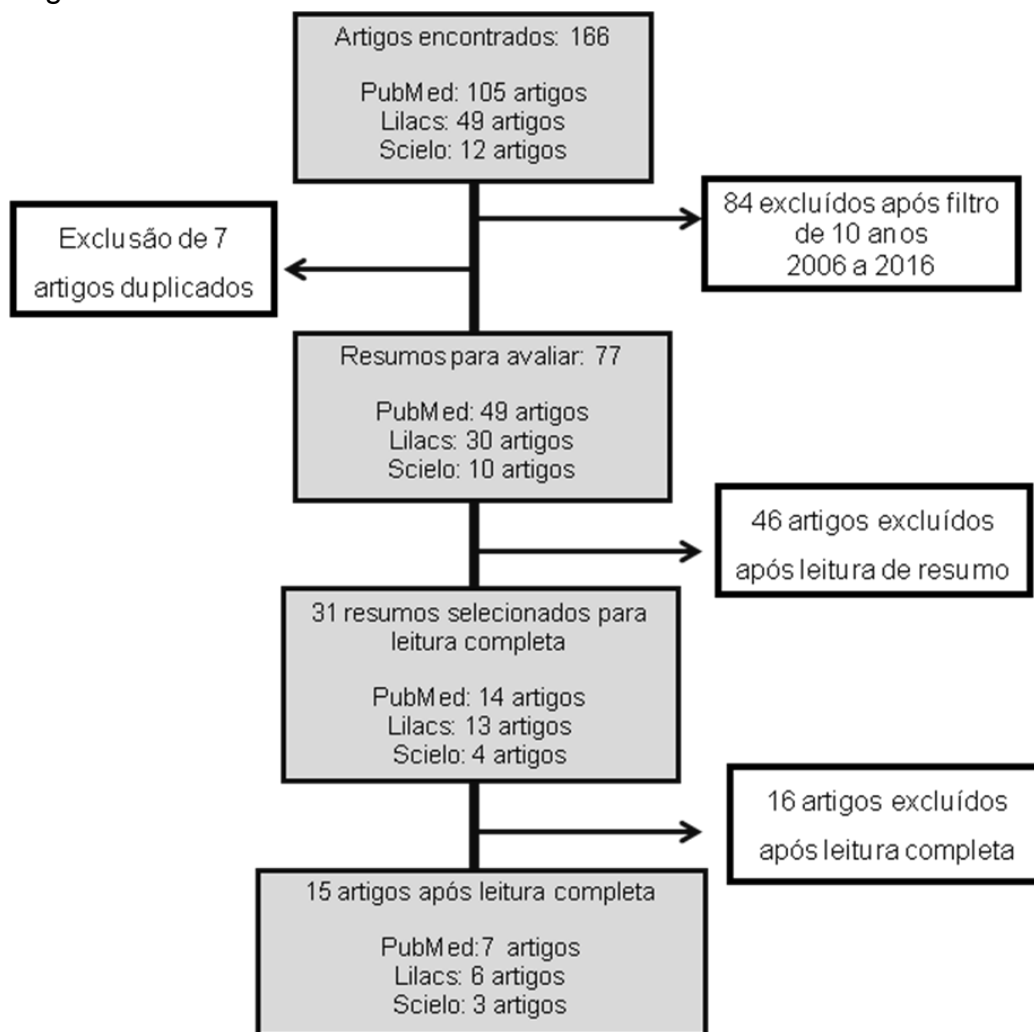 Artigos encontrados: 166
PubMed: 105 artigos
Lilacs: 49 artigos
Scielo: 12 artigos
84 excluídos após filtro
de 10 anos
2006 a 2016
Exclusão de 7
artigos duplicados
Resumos para avaliar: 77
PubMed: 49 artigos
Lilacs: 30 artigos
Scielo: 10 artigos
46 artigos excluídos
após leitura de resumo
31 resumos selecionados para
leitura completa
PubMed: 14 artigos
Lilacs: 13 artigos
Scielo: 4 artigos
16 artigos excluídos
após leitura completa
15 artigos após leitura completa
PubMed:7 artigos
Lilacs: 6 artigos
Scielo: 3 artigos